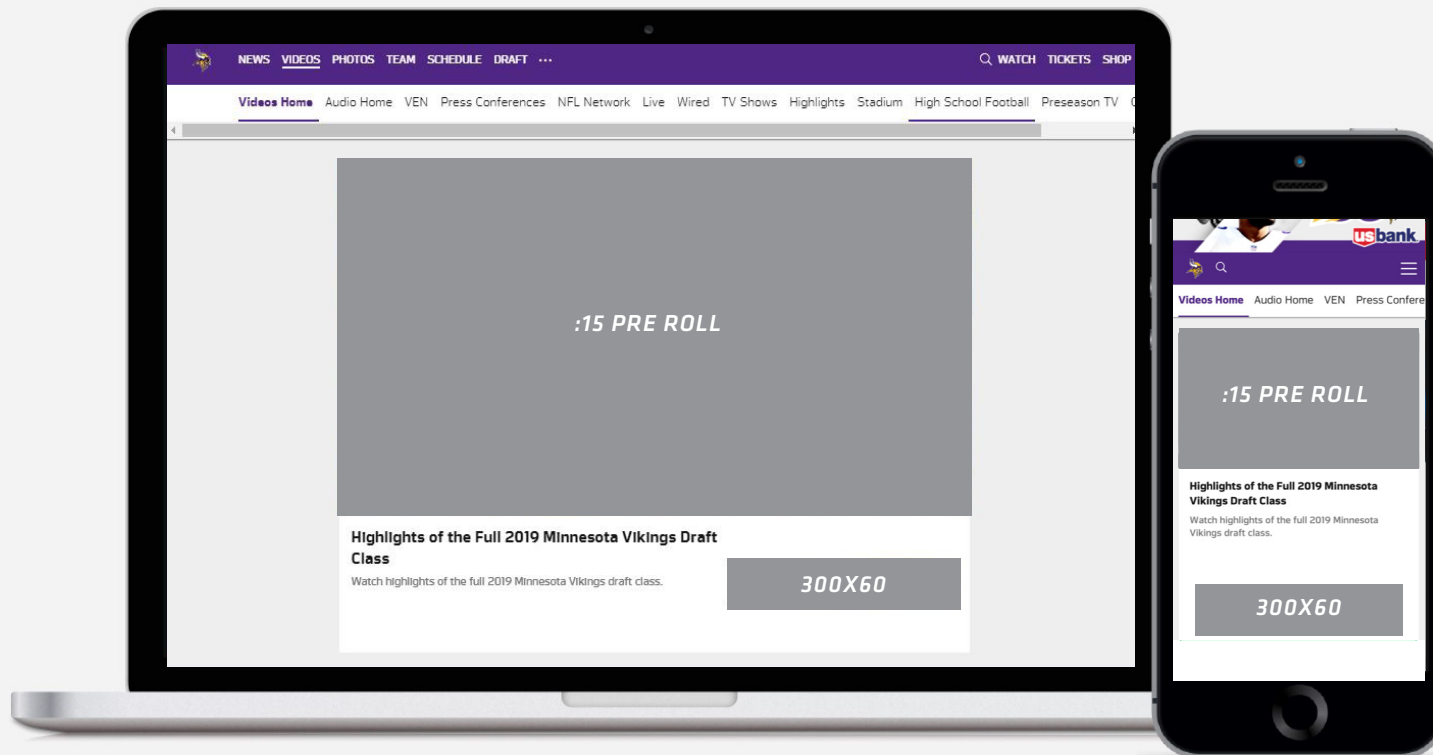 NEWS VIDEOS PHOTOS TEAM SCHEDULE DRAFT ··· WATCH TICKETS SHOP
Videos Home Audio Home VEN Press Conferences NFL Network Live Wired TV Shows Highlights Stadium High School Football Preseason TV
:15 PRE ROLL
Highlights of the Full 2019 Minnesota Vikings Draft
Class
Watch highlights of the full 2019 Minnesota Vikings draft class.
300X60
usbank
Videos Home Audio Home VEN Press Confere
:15 PRE ROLL
Highlights of the Full 2019 Minnesota
Vikings Draft Class
Watch highlights of the full 2019 Minnesota
Vikings draft class.
300X60